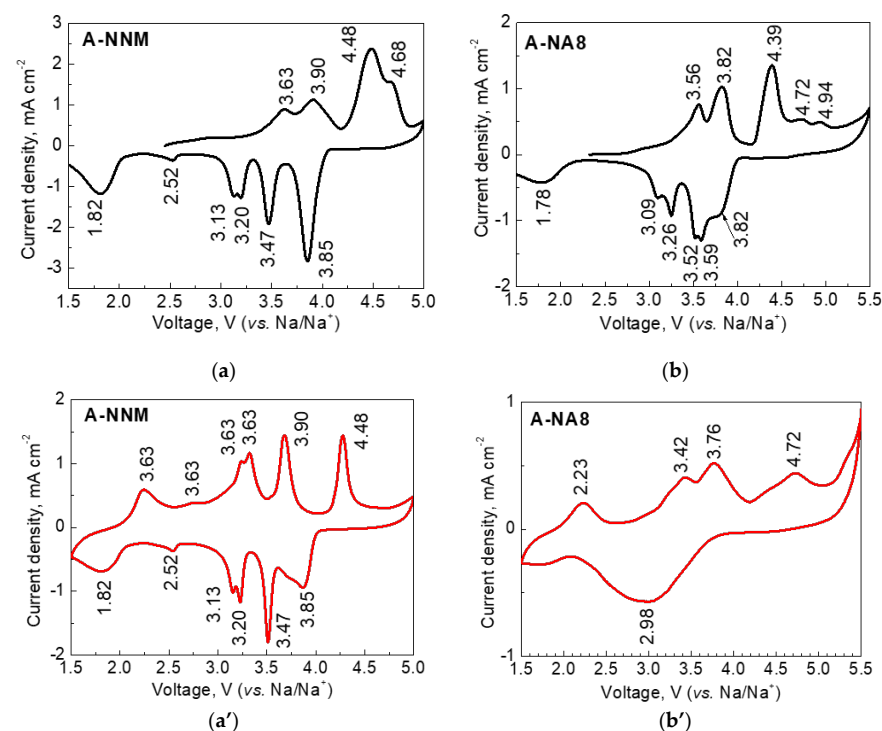 A-NNM
Current density, mA cm⁻²
3
2
1
0
-1
-2
-3
3.63
3.90
4.48
4.68
1.82
2.52
3.13
3.20
3.47
3.85
1.5 2.0 2.5 3.0 3.5 4.0 4.5 5.0
Voltage, V (vs. Na/Na⁺)
(a)
A-NA8
Current density, mA cm⁻²
2
1
0
-1
-2
3.56
3.82
4.39
4.72
4.94
1.78
3.09
3.26
3.52
3.59
3.82
1.5 2.0 2.5 3.0 3.5 4.0 4.5 5.0 5.5
Voltage, V (vs. Na/Na⁺)
(b)
A-NNM
Current density, mA cm⁻²
2
1
0
-1
-2
3.63
3.63
3.63
3.63
3.90
4.48
1.82
2.52
3.13
3.20
3.47
3.85
1.5 2.0 2.5 3.0 3.5 4.0 4.5 5.0
Voltage, V (vs. Na/Na⁺)
(a′)
A-NA8
Current density, mA cm⁻²
1
0
-1
2.23
3.42
3.76
4.72
2.98
1.5 2.0 2.5 3.0 3.5 4.0 4.5 5.0 5.5
Voltage, V (vs. Na/Na⁺)
(b′)